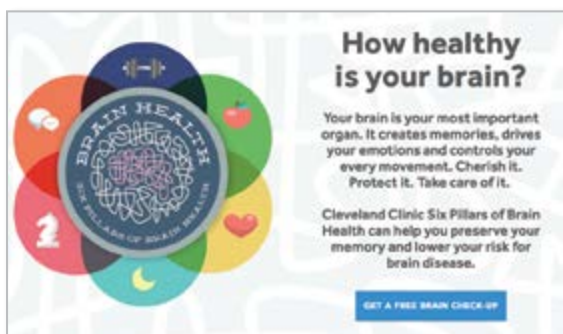 BRAIN HEALTH
SIX PILLARS OF BRAIN HEALTH
How healthy
is your brain?
Your brain is your most important
organ. It creates memories, drives
your emotions and controls your
every movement. Cherish it.
Protect it. Take care of it.
Cleveland Clinic Six Pillars of Brain
Health can help you preserve your
memory and lower your risk for
brain disease.
GET A FREE BRAIN CHECK-UP